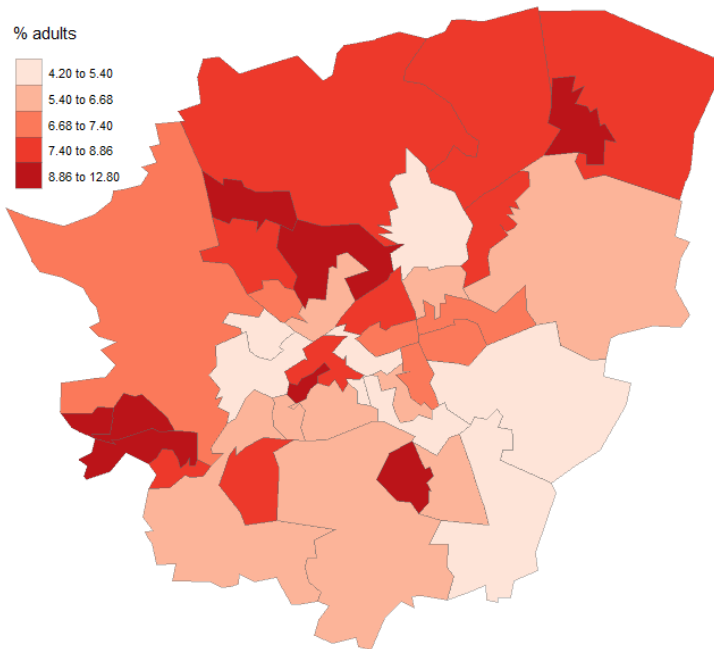 % adults
4.20 to 5.40
5.40 to 6.68
6.68 to 7.40
7.40 to 8.86
8.86 to 12.80